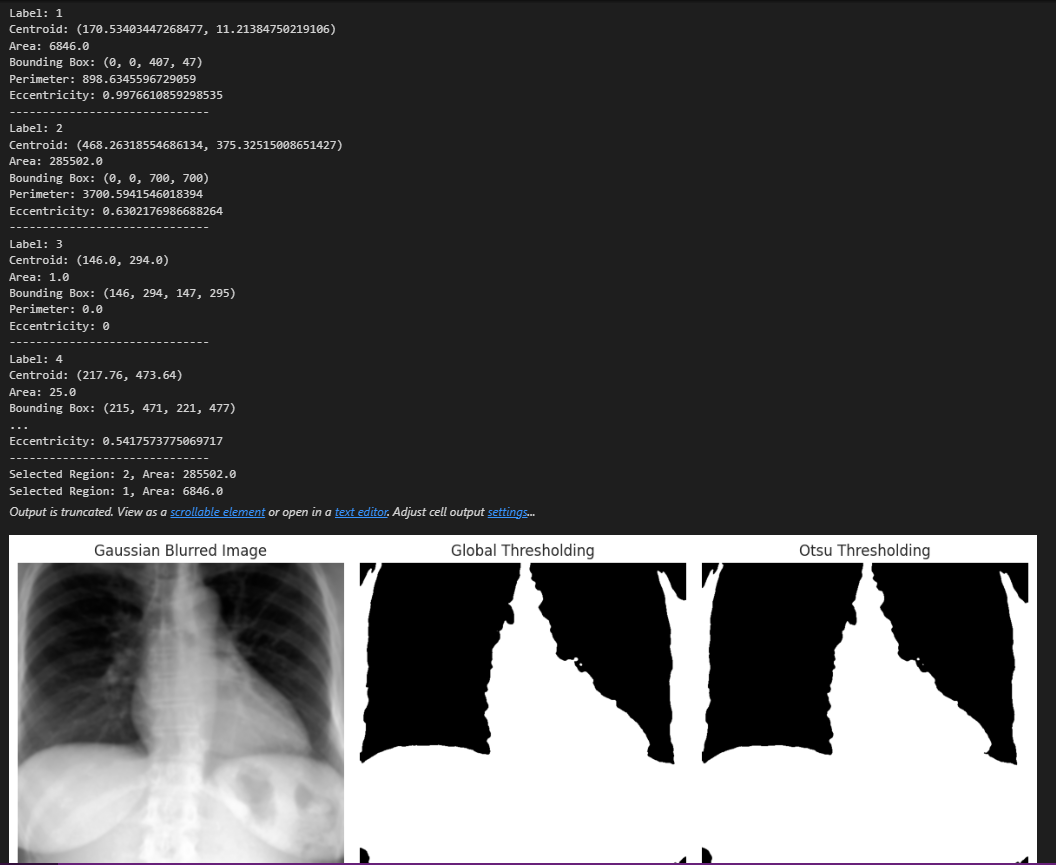 Label: 1
Centroid: (170.53403447268477, 11.21384750219106)
Area: 6846.0
Bounding Box: (0, 0, 407, 47)
Perimeter: 898.6345596729059
Eccentricity: 0.9976610859298535
------------------------------
Label: 2
Centroid: (468.26318554686134, 375.32515008651427)
Area: 285502.0
Bounding Box: (0, 0, 700, 700)
Perimeter: 3700.5941546018394
Eccentricity: 0.6302176986688264
------------------------------
Label: 3
Centroid: (146.0, 294.0)
Area: 1.0
Bounding Box: (146, 294, 147, 295)
Perimeter: 0.0
Eccentricity: 0
------------------------------
Label: 4
Centroid: (217.76, 473.64)
Area: 25.0
Bounding Box: (215, 471, 221, 477)
...
Eccentricity: 0.5417573775069717
------------------------------
Selected Region: 2, Area: 285502.0
Selected Region: 1, Area: 6846.0
Output is truncated. View as a scrollable element or open in a text editor. Adjust cell output settings...
Gaussian Blurred Image
Global Thresholding
Otsu Thresholding